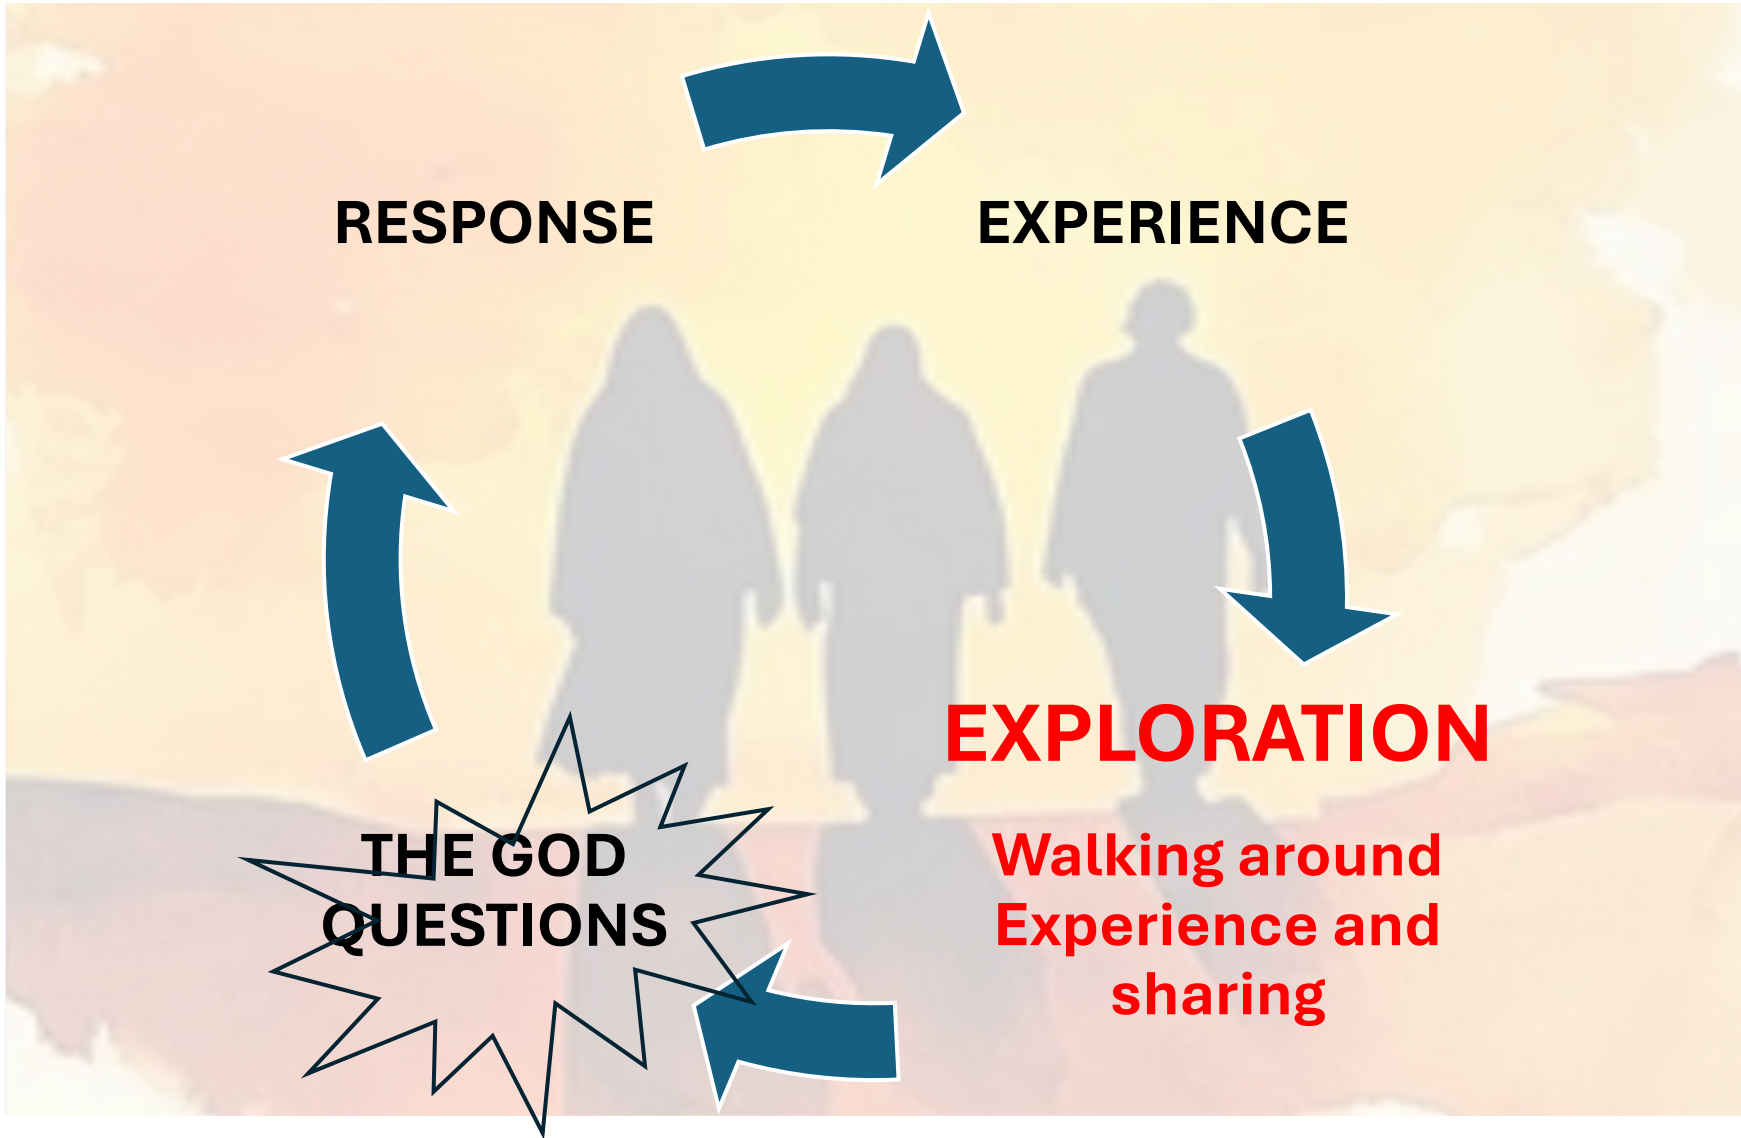 RESPONSE
EXPERIENCE
EXPLORATION
Walking around
Experience and
sharing
THE GOD
QUESTIONS